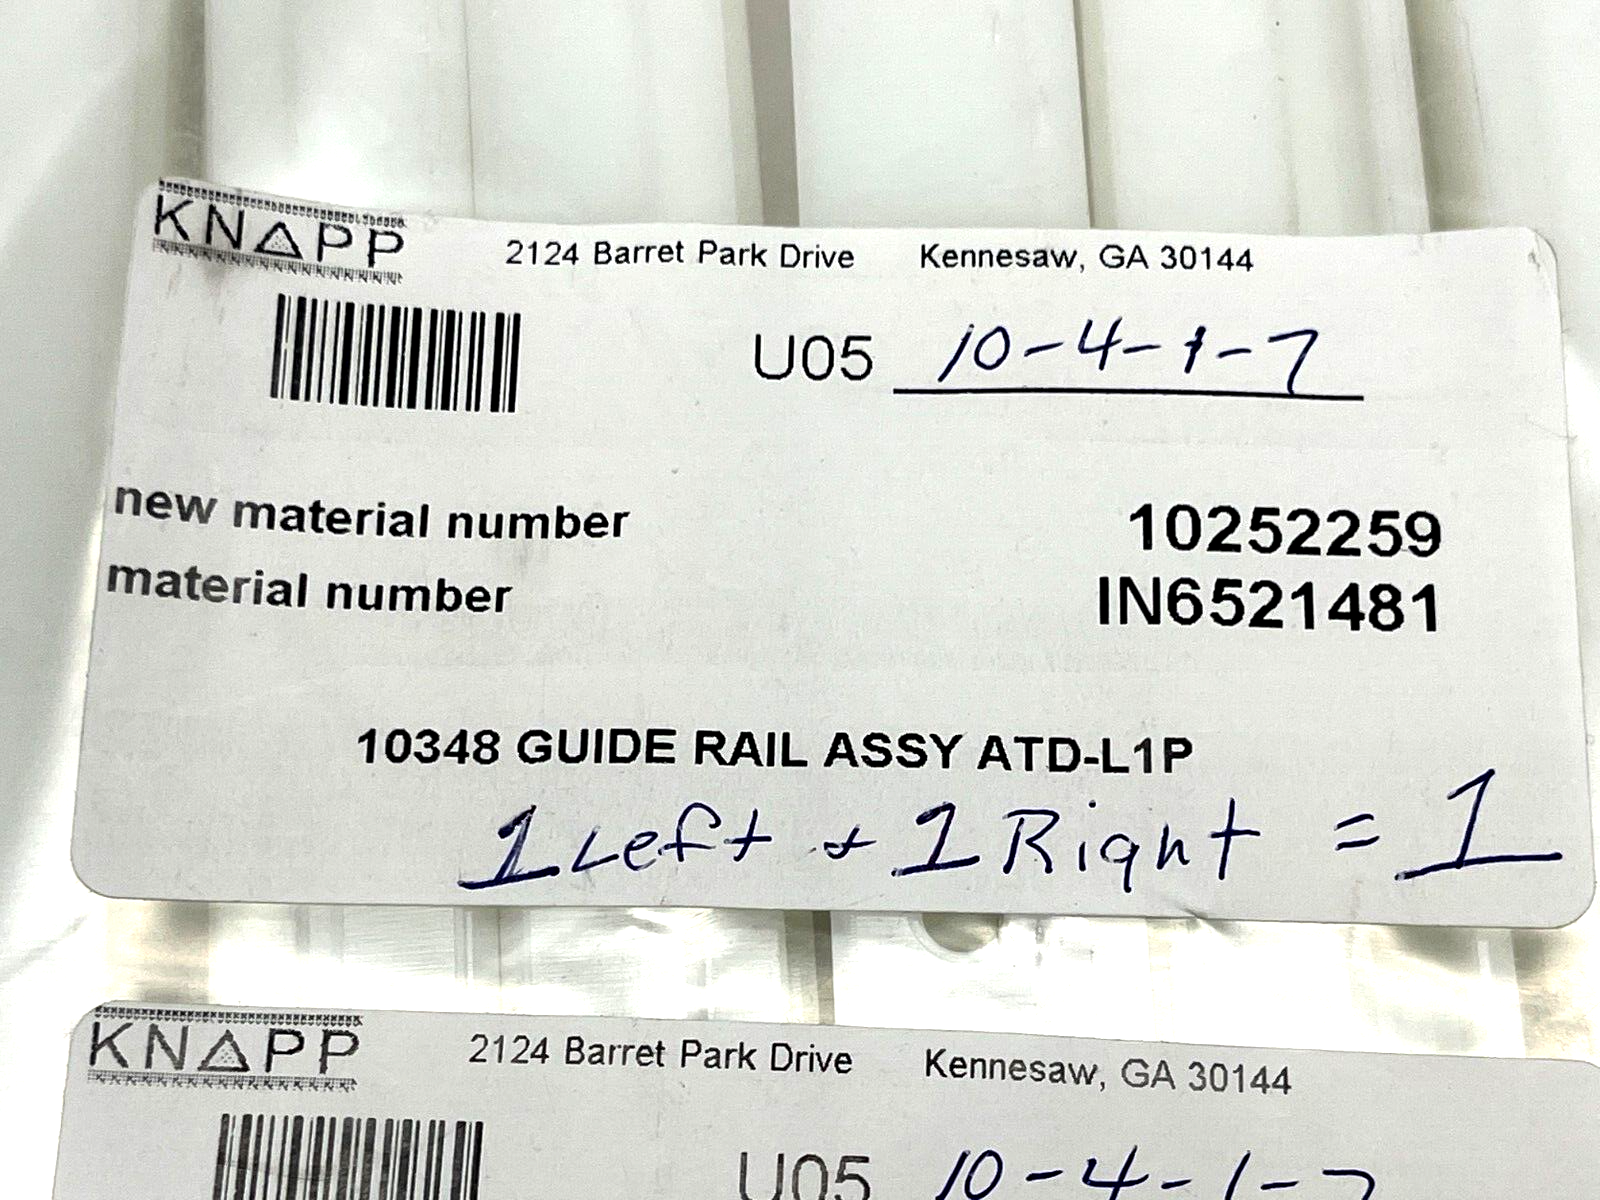 KNAPP 2124 Barret Park Drive Kennesaw, GA 30144
U05 10-4-1-7
new material number 10252259
material number IN6521481
10348 GUIDE RAIL ASSY ATD-L1P
1 Left + 1 Right = 1
KNAPP 2124 Barret Park Drive Kennesaw, GA 30144
U05 10-4-1-7